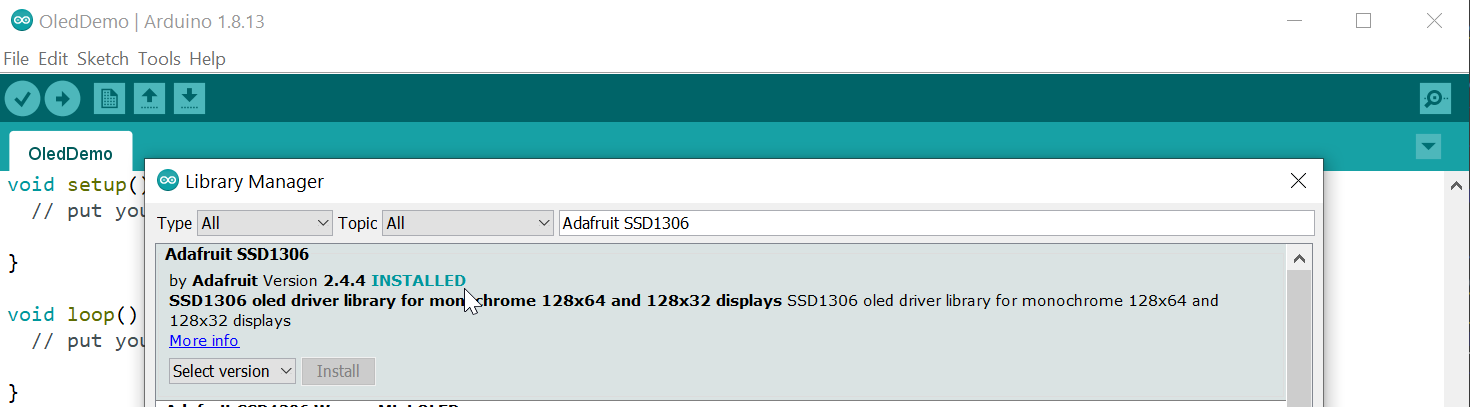 OledDemo | Arduino 1.8.13
File Edit Sketch Tools Help
OledDemo
void setup()
// put you
}
void loop()
// put you
}
Library Manager
Type All Topic All Adafruit SSD1306
Adafruit SSD1306
by Adafruit Version 2.4.4 INSTALLED
SSD1306 oled driver library for monochrome 128x64 and 128x32 displays SSD1306 oled driver library for monochrome 128x64 and
128x32 displays
More info
Select version Install